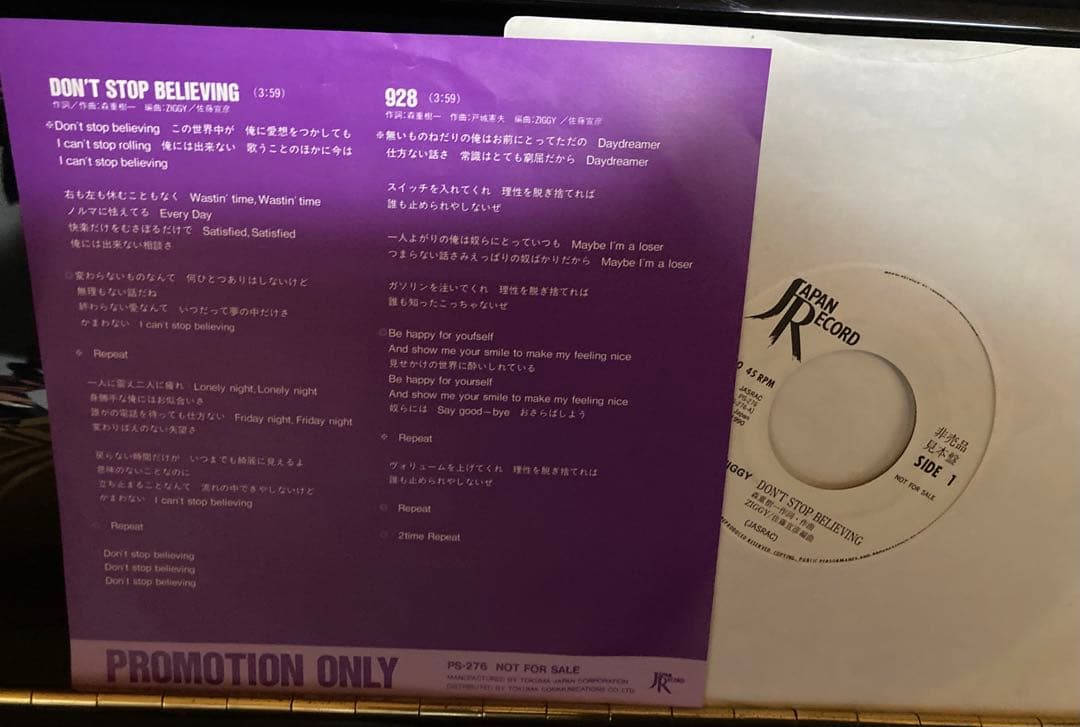 DON'T STOP BELIEVING (3:59)
作詞/作曲:森重樹一 編曲:ZIGGY/佐藤宣彦
※Don't stop believing この世界中が 俺に愛想をつかしても
I can't stop rolling 俺には出来ない 歌うことのほかに今は
I can't stop believing
右も左も休むこともなく Wastin' time, Wastin' time
ノルマに怯えてる Every Day
快楽だけをむさぼるだけで Satisfied, Satisfied
俺には出来ない相談さ
◎変わらないものなんて 何ひとつありはしないけど
無理もない話だね
終わらない愛なんて いつだって夢の中だけさ
かまわない I can't stop believing
※ Repeat
一人に震え二人に疲れ Lonely night, Lonely night
身勝手な俺にはお似合いさ
誰かの電話を待っても仕方ない Friday night, Friday night
変わりばえのない失望さ
戻らない時間だけが いつまでも綺麗に見えるよ
意味のないことなのに
立ち止まることなんて 流れの中できやしないけど
かまわない I can't stop believing
Repeat
Don't stop believing
Don't stop believing
Don't stop believing
928 (3:59)
作詞:森重樹一 作曲:戸城憲夫 編曲:ZIGGY/佐藤宣彦
※無いものねだりの俺はお前にとってただの Daydreamer
仕方ない話さ 常識はとても窮屈だから Daydreamer
スイッチを入れてくれ 理性を脱ぎ捨てれば
誰も止められやしないぜ
一人よがりの俺は奴らにとっていつも Maybe I'm a loser
つまらない話さみえっぱりの奴ばかりだから Maybe I'm a loser
ガソリンを注いでくれ 理性を脱ぎ捨てれば
誰も知ったこっちゃないぜ
◎Be happy for youfself
And show me your smile to make my feeling nice
見せかけの世界に酔いしれている
Be happy for yourself
And show me your smile to make my feeling nice
奴らには Say good-bye おさらばしよう
※ Repeat
ヴォリュームを上げてくれ 理性を脱ぎ捨てれば
誰も止められやしないぜ
◎ Repeat
◎ 2time Repeat
PROMOTION ONLY
PS-276 NOT FOR SALE
MANUFACTURED BY TOKUMA JAPAN CORPORATION
DISTRIBUTED BY TOKUMA COMMUNICATIONS CO., LTD.
JAPAN RECORD
JAPAN
RECORD
45 RPM
JASRAC
PS-276
Japan
1990
非売品
見本盤
SIDE 1
NOT FOR SALE
ZIGGY DON'T STOP BELIEVING
森重樹一作詞・作曲
ZIGGY/佐藤宣彦編曲
(JASRAC)